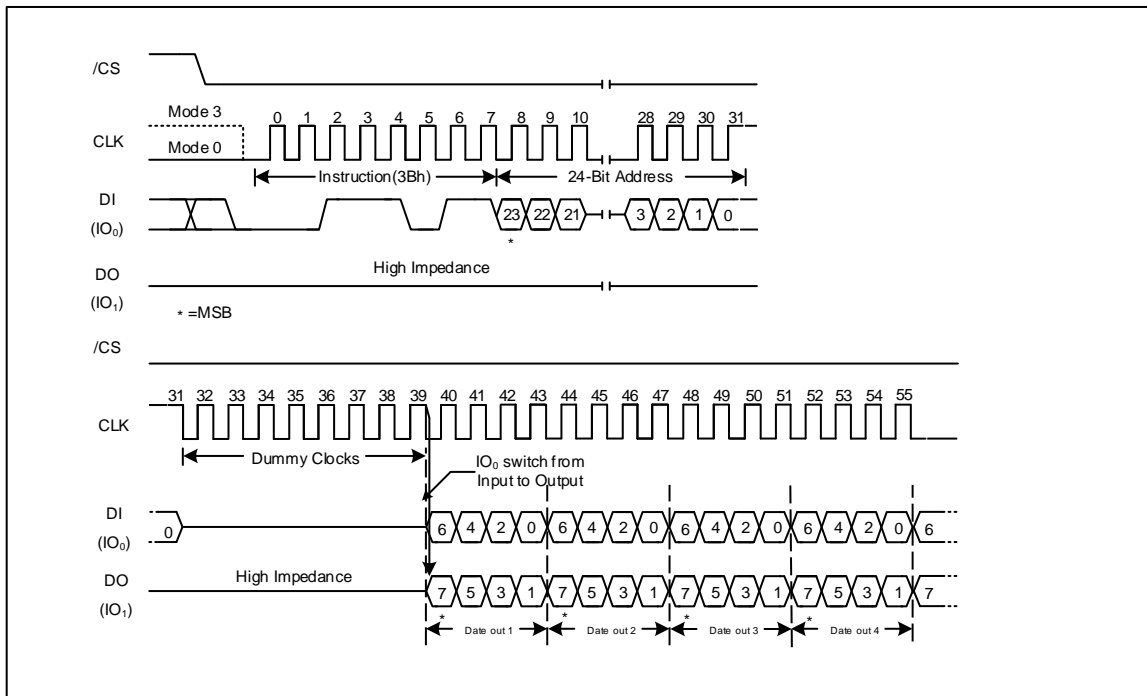 /CS
Mode 3
CLK
Mode 0
0 1 2 3 4 5 6 7 8 9 10 28 29 30 31
Instruction(3Bh) 24-Bit Address
DI
(IO₀)
23 22 21 3 2 1 0
*
High Impedance
DO
(IO₁)
* =MSB
/CS
31 32 33 34 35 36 37 38 39 40 41 42 43 44 45 46 47 48 49 50 51 52 53 54 55
CLK
Dummy Clocks
IO₀ switch from
Input to Output
DI
(IO₀)
0 6 4 2 0 6 4 2 0 6 4 2 0 6 4 2 0 6
DO
(IO₁)
High Impedance
7 5 3 1 7 5 3 1 7 5 3 1 7 5 3 1 7
* * * *
Date out 1 Date out 2 Date out 3 Date out 4